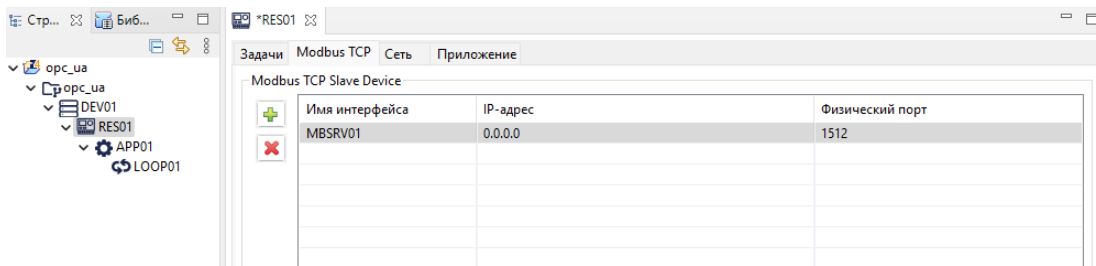 Стр... Биб...
*RES01
opc_ua
opc_ua
DEV01
RES01
APP01
LOOP01
Задачи Modbus TCP Сеть Приложение
Modbus TCP Slave Device
Имя интерфейса IP-адрес Физический порт
MBSRV01 0.0.0.0 1512